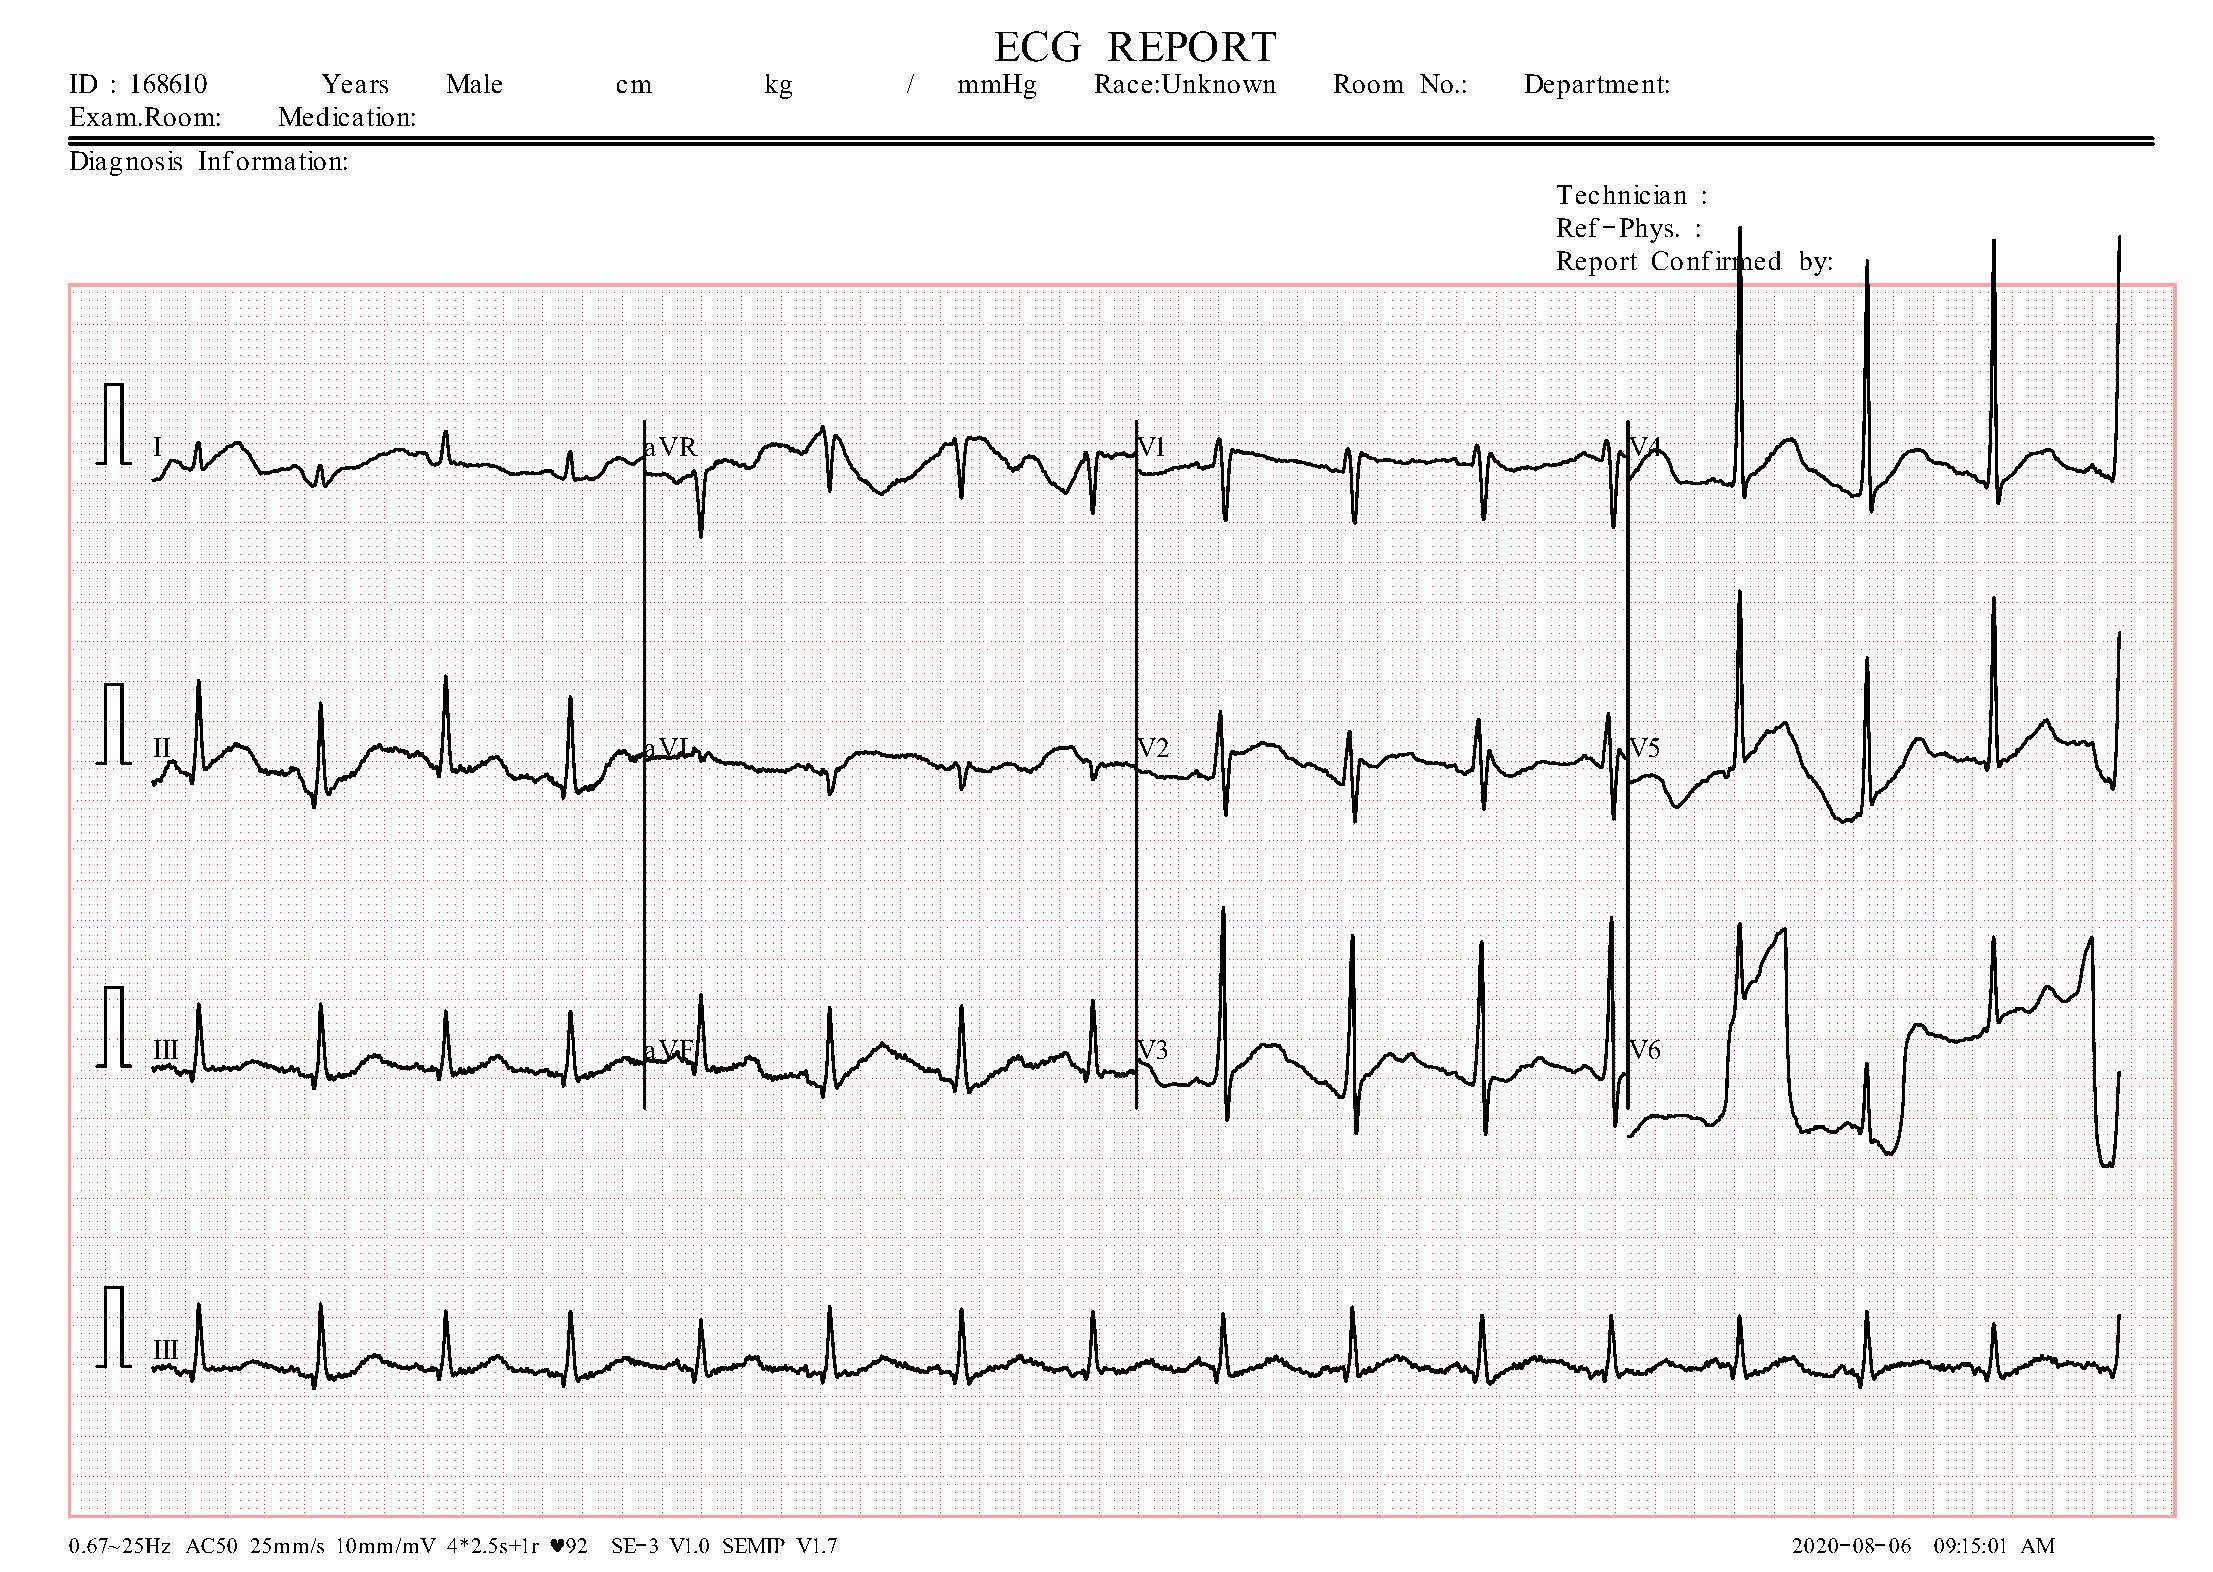 ECG REPORT
ID : 168610 Years Male cm kg / mmHg Race:Unknown Room No.: Department:
Exam.Room: Medication:
Diagnosis Information:
Technician :
Ref-Phys. :
Report Confirmed by:
I aVR V1 V4
II aVL V2 V5
III aVF V3 V6
III
0.67~25Hz AC50 25mm/s 10mm/mV 4*2.5s+1r ♥92 SE-3 V1.0 SEMIP V1.7 2020-08-06 09:15:01 AM